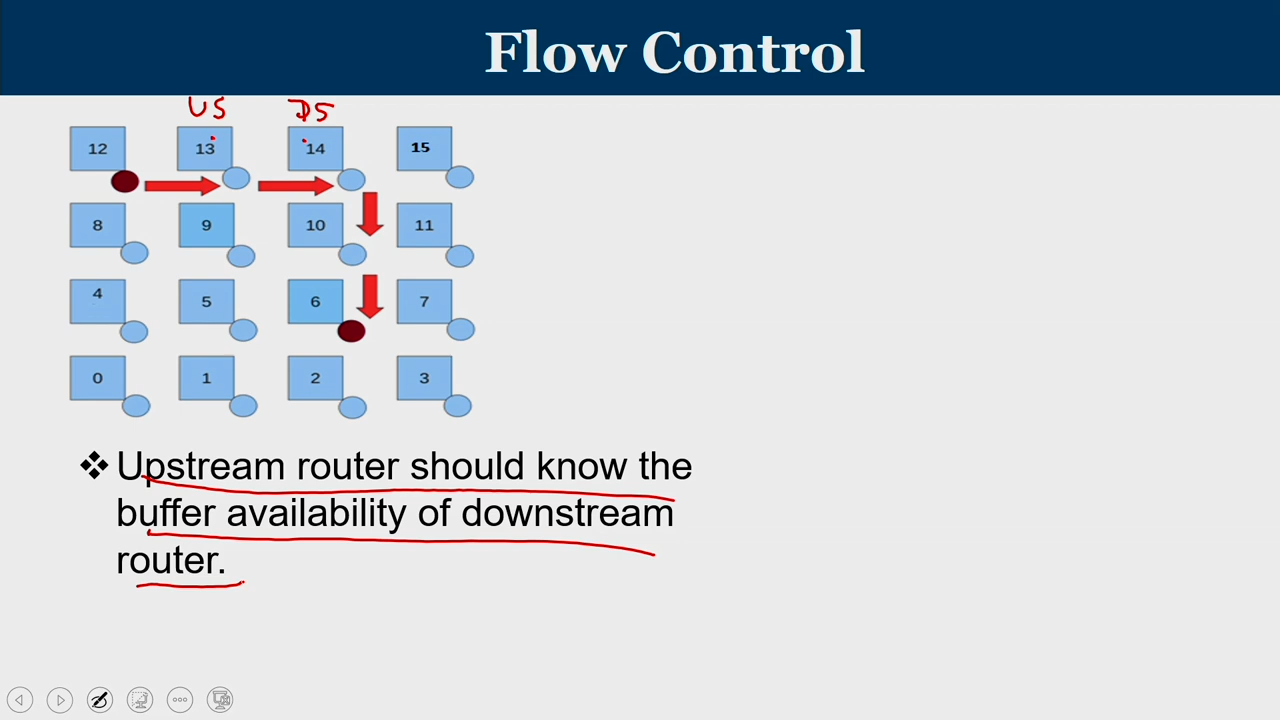 Flow Control
US DS
12 13 14 15
8 9 10 11
4 5 6 7
0 1 2 3
❖ Upstream router should know the
buffer availability of downstream
router.